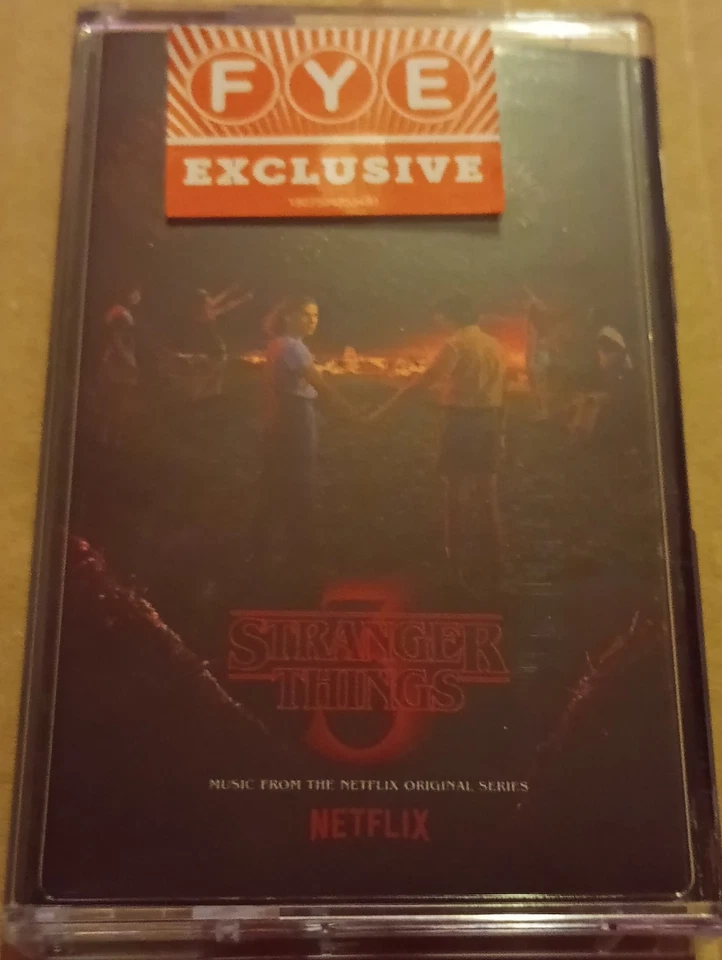 FYE
EXCLUSIVE
STRANGER
THINGS
3
MUSIC FROM THE NETFLIX ORIGINAL SERIES
NETFLIX